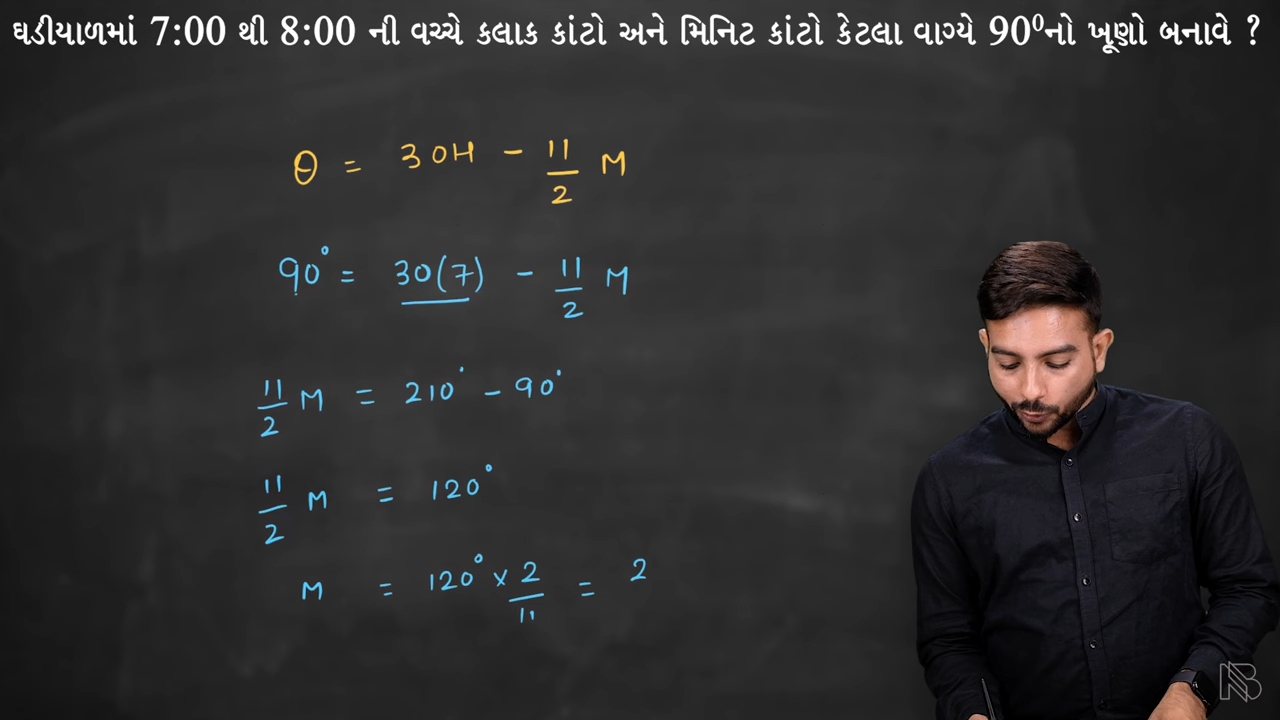 ઘડીયાળમાં 7:00 થી 8:00 ની વચ્ચે કલાક કાંટો અને મિનિટ કાંટો કેટલા વાગ્યે 90⁰નો ખૂણો બનાવે ?
θ = 30H - 11/2 M
90° = 30(7) - 11/2 M
11/2 M = 210° - 90°
11/2 M = 120°
M = 120° × 2/11 = 2
NB